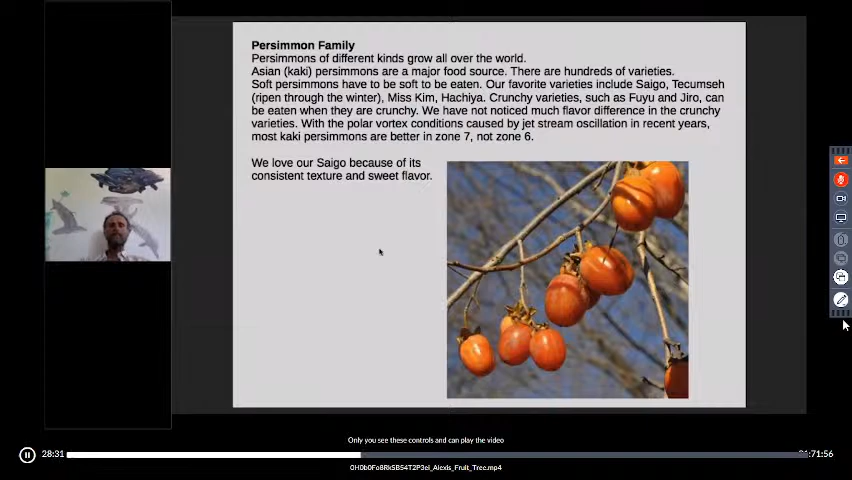 Persimmon Family
Persimmons of different kinds grow all over the world.
Asian (kaki) persimmons are a major food source. There are hundreds of varieties.
Soft persimmons have to be soft to be eaten. Our favorite varieties include Saigo, Tecumseh
(ripen through the winter), Miss Kim, Hachiya. Crunchy varieties, such as Fuyu and Jiro, can
be eaten when they are crunchy. We have not noticed much flavor difference in the crunchy
varieties. With the polar vortex conditions caused by jet stream oscillation in recent years,
most kaki persimmons are better in zone 7, not zone 6.
We love our Saigo because of its
consistent texture and sweet flavor.
Only you see these controls and can play the video
28:31